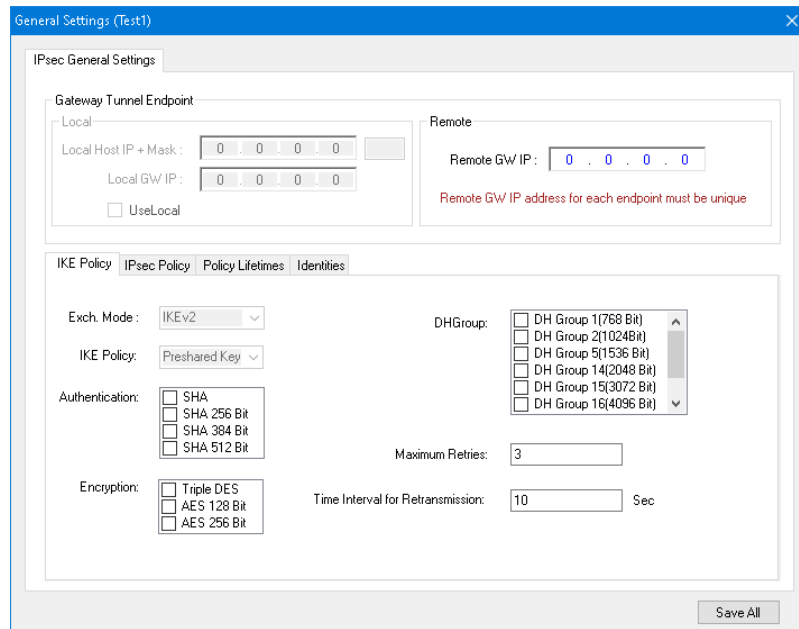 General Settings (Test1)
IPsec General Settings
Gateway Tunnel Endpoint
Local
Local Host IP + Mask : 0 . 0 . 0 . 0
Local GW IP : 0 . 0 . 0 . 0
UseLocal
Remote
Remote GW IP : 0 . 0 . 0 . 0
Remote GW IP address for each endpoint must be unique
IKE Policy IPsec Policy Policy Lifetimes Identities
Exch. Mode : IKEv2
IKE Policy: Preshared Key
Authentication: SHA
SHA 256 Bit
SHA 384 Bit
SHA 512 Bit
Encryption: Triple DES
AES 128 Bit
AES 256 Bit
DHGroup: DH Group 1(768 Bit)
DH Group 2(1024Bit)
DH Group 5(1536 Bit)
DH Group 14(2048 Bit)
DH Group 15(3072 Bit)
DH Group 16(4096 Bit)
Maximum Retries: 3
Time Interval for Retransmission: 10 Sec
Save All